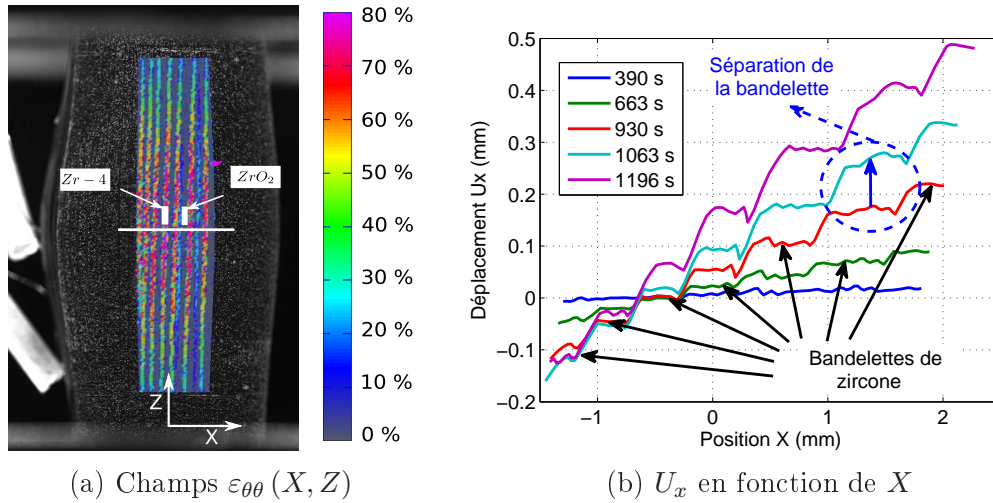 80 %
70 %
60 %
50 %
40 %
30 %
20 %
10 %
0 %
Zr − 4
ZrO₂
Z
X
(a) Champs εθθ (X, Z)
0.5
0.4
0.3
0.2
0.1
0
−0.1
−0.2
Déplacement Ux (mm)
390 s
663 s
930 s
1063 s
1196 s
Séparation de
la bandelette
Bandelettes de
zircone
−1 0 1 2
Position X (mm)
(b) Uₓ en fonction de X